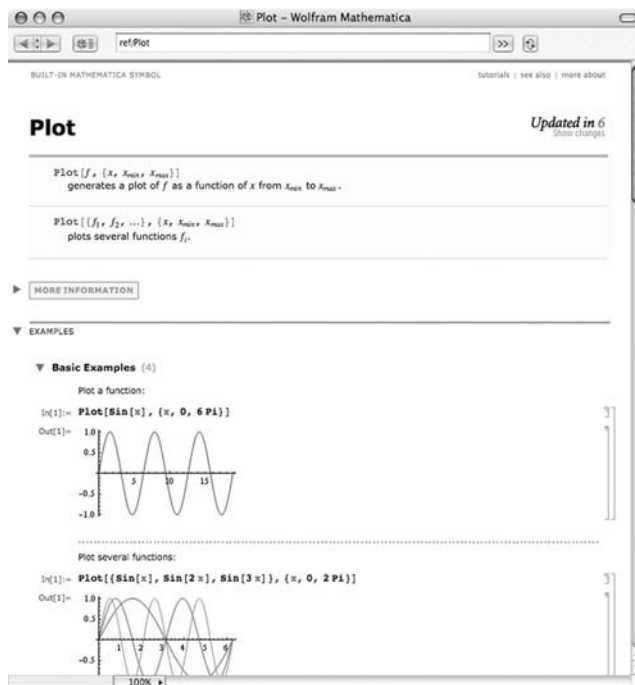 Plot – Wolfram Mathematica
ref/Plot
>>
BUILT-IN MATHEMATICA SYMBOL
tutorials | see also | more about
Plot
Updated in 6
Show changes
Plot[f, {x, xmin, xmax}]
generates a plot of f as a function of x from xmin to xmax.
Plot[{f1, f2, …}, {x, xmin, xmax}]
plots several functions fi.
MORE INFORMATION
EXAMPLES
Basic Examples (4)
Plot a function:
In[1]:= Plot[Sin[x], {x, 0, 6 Pi}]
Out[1]=
1.0
0.5
5 10 15
-0.5
-1.0
Plot several functions:
In[1]:= Plot[{Sin[x], Sin[2 x], Sin[3 x]}, {x, 0, 2 Pi}]
Out[1]=
1.0
0.5
1 2 3 4 5 6
-0.5
100%